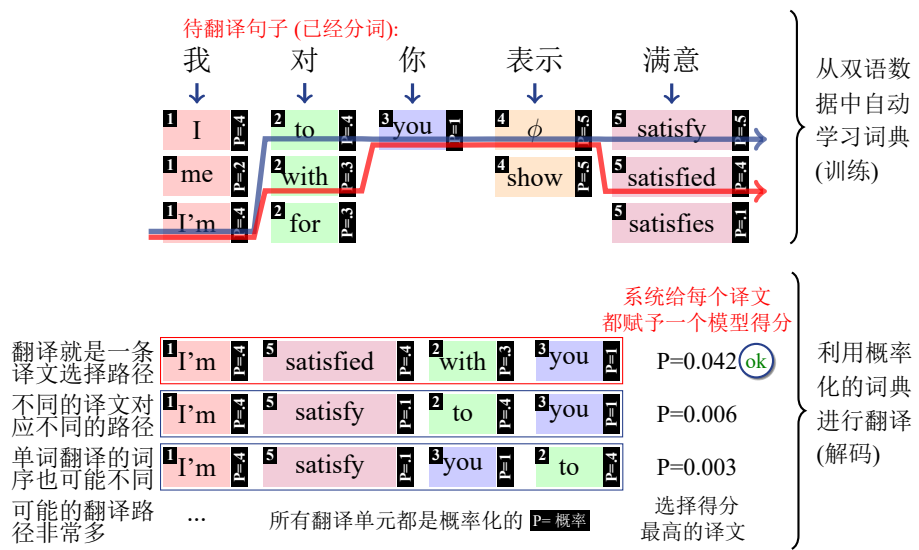 待翻译句子 (已经分词):
我 对 你 表示 满意
1 I P=.4 2 to P=.4 3 you P=1 4 ϕ P=.5 5 satisfy P=.5
1 me P=.2 2 with P=.3 4 show P=.5 5 satisfied P=.4
1 I'm P=.4 2 for P=.3 5 satisfies P=.1
从双语数
据中自动
学习词典
(训练)
系统给每个译文
都赋予一个模型得分
翻译就是一条
译文选择路径
1 I'm P=.4 5 satisfied P=.4 2 with P=.3 3 you P=1 P=0.042 ok
不同的译文对
应不同的路径
1 I'm P=.4 5 satisfy P=.1 2 to P=.4 3 you P=1 P=0.006
单词翻译的词
序也可能不同
1 I'm P=.4 5 satisfy P=.1 3 you P=1 2 to P=.4 P=0.003
可能的翻译路
径非常多
... 所有翻译单元都是概率化的 P= 概率
选择得分
最高的译文
利用概率
化的词典
进行翻译
(解码)